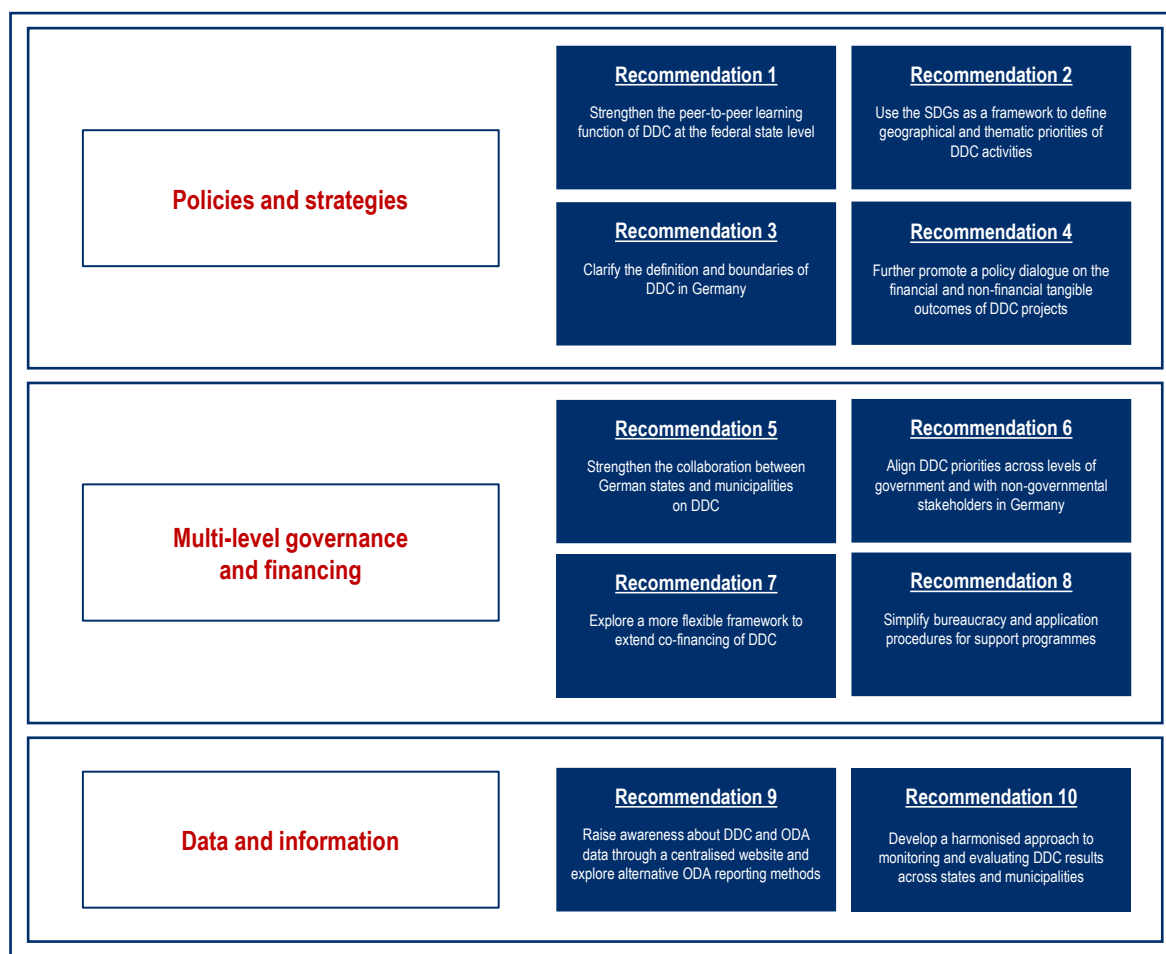 Policies and strategies
Recommendation 1
Strengthen the peer-to-peer learning
function of DDC at the federal state level
Recommendation 2
Use the SDGs as a framework to define
geographical and thematic priorities of
DDC activities
Recommendation 3
Clarify the definition and boundaries of
DDC in Germany
Recommendation 4
Further promote a policy dialogue on the
financial and non-financial tangible
outcomes of DDC projects
Multi-level governance
and financing
Recommendation 5
Strengthen the collaboration between
German states and municipalities
on DDC
Recommendation 6
Align DDC priorities across levels of
government and with non-governmental
stakeholders in Germany
Recommendation 7
Explore a more flexible framework to
extend co-financing of DDC
Recommendation 8
Simplify bureaucracy and application
procedures for support programmes
Data and information
Recommendation 9
Raise awareness about DDC and ODA
data through a centralised website and
explore alternative ODA reporting methods
Recommendation 10
Develop a harmonised approach to
monitoring and evaluating DDC results
across states and municipalities